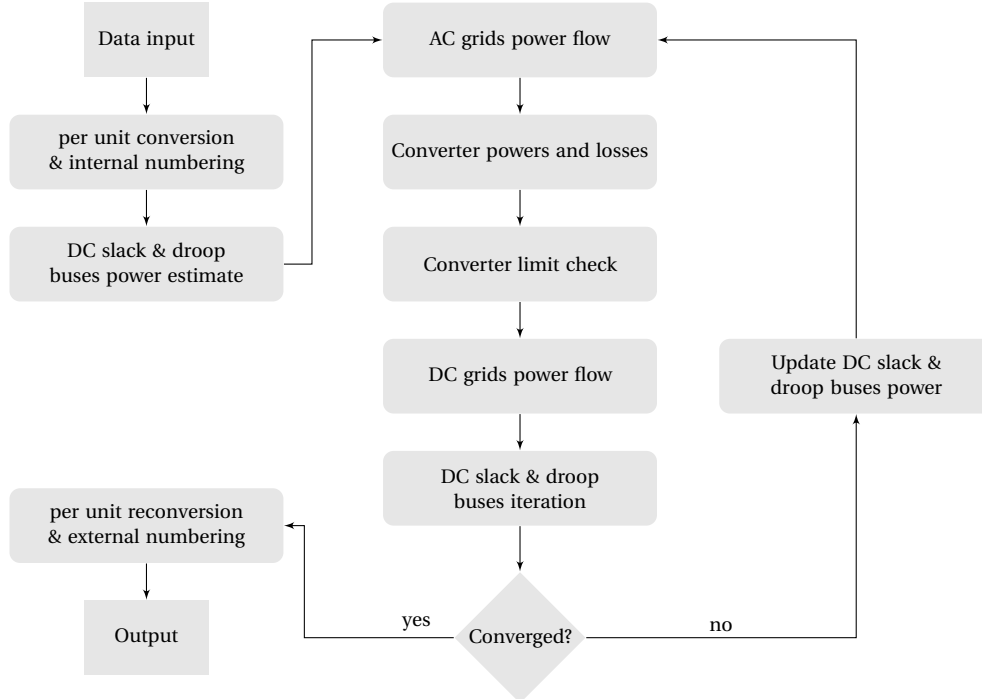 Data input
per unit conversion
& internal numbering
DC slack & droop
buses power estimate
AC grids power flow
Converter powers and losses
Converter limit check
DC grids power flow
DC slack & droop
buses iteration
Converged?
no
Update DC slack &
droop buses power
yes
per unit reconversion
& external numbering
Output